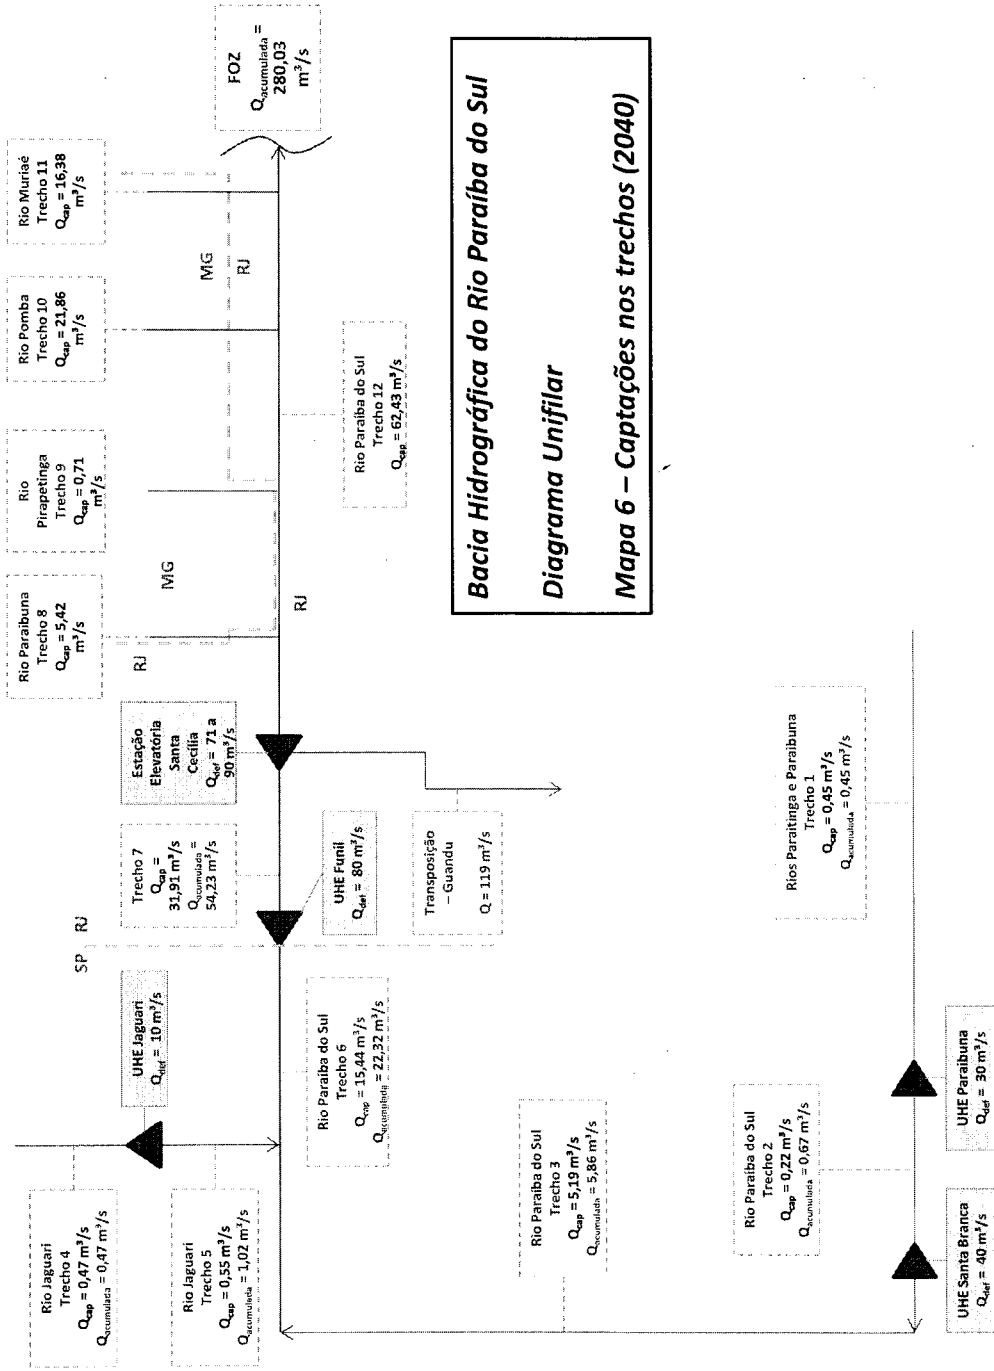 Rio Jaguari
Trecho 4
Qcap = 0,47 m³/s
Qacumulada = 0,47 m³/s
Rio Jaguari
Trecho 5
Qcap = 0,55 m³/s
Qacumulada = 1,02 m³/s
UHE Jaguari
Qdef = 10 m³/s
SP
RJ
Trecho 7
Qcap =
31,91 m³/s
Qacumulada =
54,23 m³/s
Estação
Elevatória
Santa
Cecília
Qdef = 71 a
90 m³/s
Rio Paraibuna
Trecho 8
Qcap = 5,42
m³/s
Rio
Pirapetinga
Trecho 9
Qcap = 0,71
m³/s
Rio Pomba
Trecho 10
Qcap = 21,86
m³/s
Rio Muriaé
Trecho 11
Qcap = 16,38
m³/s
FOZ
Qacumulada =
280,03
m³/s
RJ
MG
RJ
MG
RJ
Rio Paraíba do Sul
Trecho 6
Qcap = 15,44 m³/s
Qacumulada = 22,32 m³/s
UHE Funil
Qdef = 80 m³/s
Transposição
– Guandu
Q = 119 m³/s
Rio Paraíba do Sul
Trecho 12
Qcap = 62,43 m³/s
Rio Paraíba do Sul
Trecho 3
Qcap = 5,19 m³/s
Qacumulada = 5,86 m³/s
Rio Paraíba do Sul
Trecho 2
Qcap = 0,22 m³/s
Qacumulada = 0,67 m³/s
Rios Paraitinga e Paraibuna
Trecho 1
Qcap = 0,45 m³/s
Qacumulada = 0,45 m³/s
UHE Santa Branca
Qdef = 40 m³/s
UHE Paraibuna
Qdef = 30 m³/s
Bacia Hidrográfica do Rio Paraíba do Sul
Diagrama Unifilar
Mapa 6 – Captações nos trechos (2040)